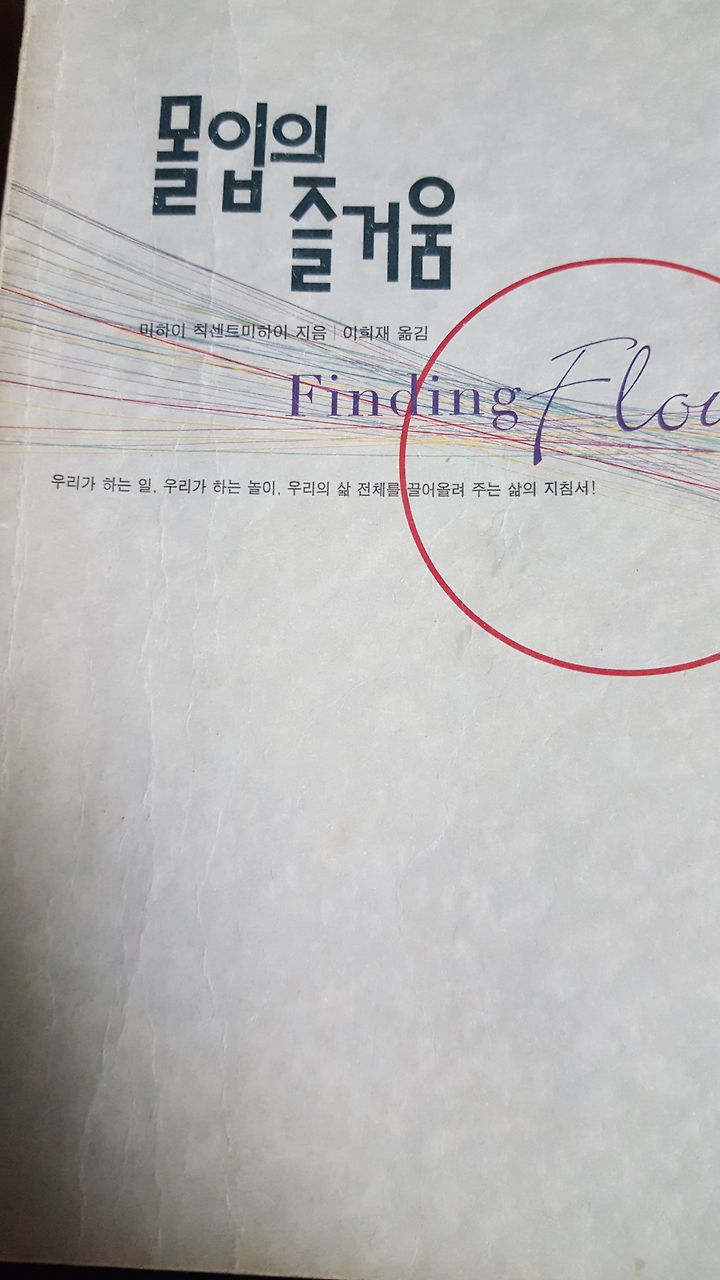 몰입의
즐거움
미하이 칙센트미하이 지음 | 이희재 옮김
Finding Flow
우리가 하는 일, 우리가 하는 놀이, 우리의 삶 전체를 끌어올려 주는 삶의 지침서!